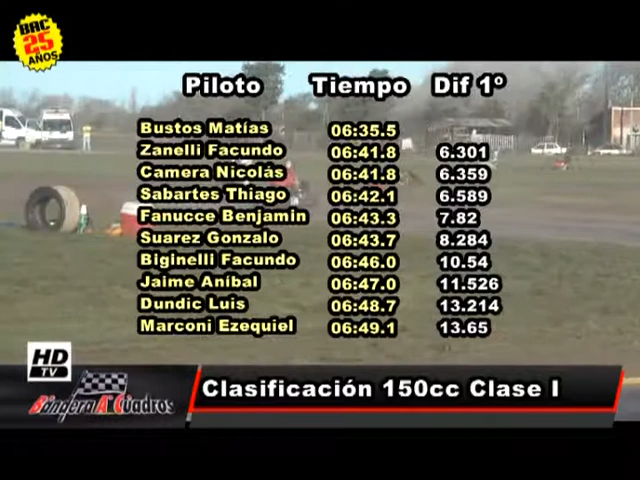 BAC
25
AÑOS
Piloto Tiempo Dif 1º
Bustos Matías 06:35.5
Zanelli Facundo 06:41.8 6.301
Camera Nicolás 06:41.8 6.359
Sabartes Thiago 06:42.1 6.589
Fanucce Benjamin 06:43.3 7.82
Suarez Gonzalo 06:43.7 8.284
Biginelli Facundo 06:46.0 10.54
Jaime Aníbal 06:47.0 11.526
Dundic Luis 06:48.7 13.214
Marconi Ezequiel 06:49.1 13.65
HD
TV
Bandera A Cuadros
Clasificación 150cc Clase I